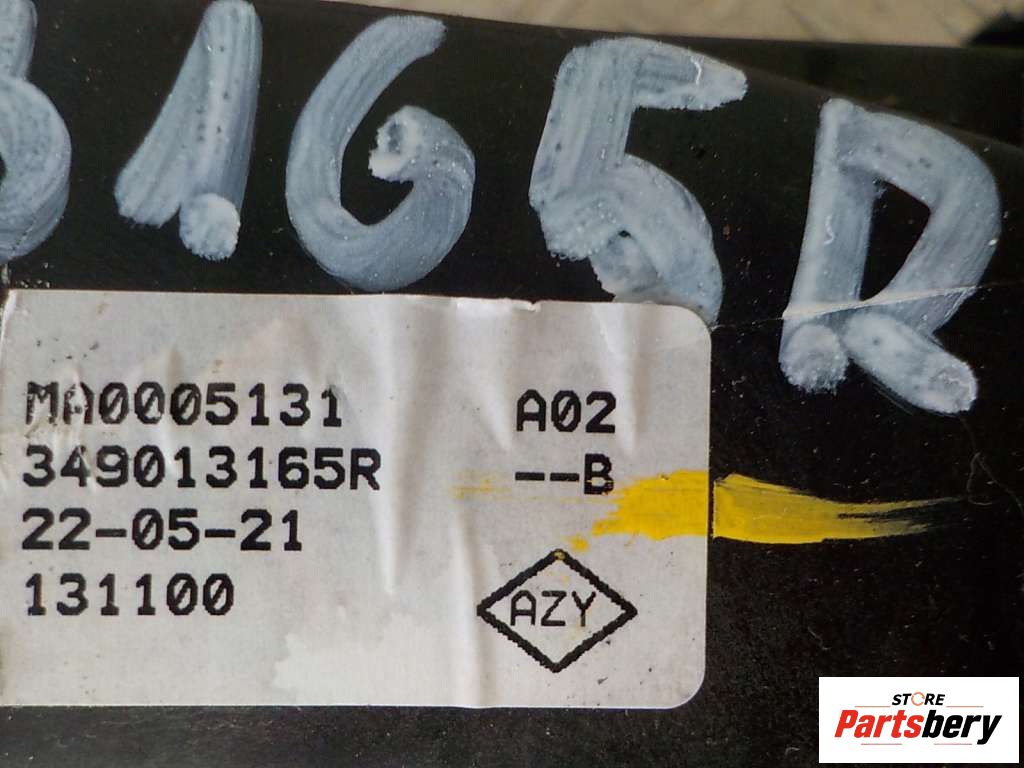 3165R
MA0005131 A02
349013165R --B
22-05-21
131100
AZY
STORE
Partsbery